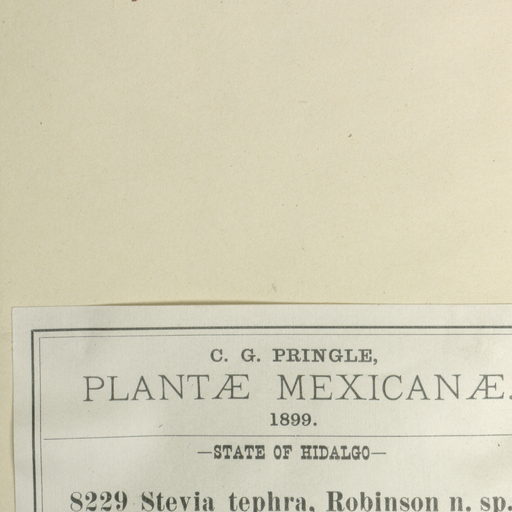 C. G. PRINGLE,
PLANTÆ MEXICANÆ.
1899.
—STATE OF HIDALGO—
8229 Stevia tephra, Robinson n. sp.